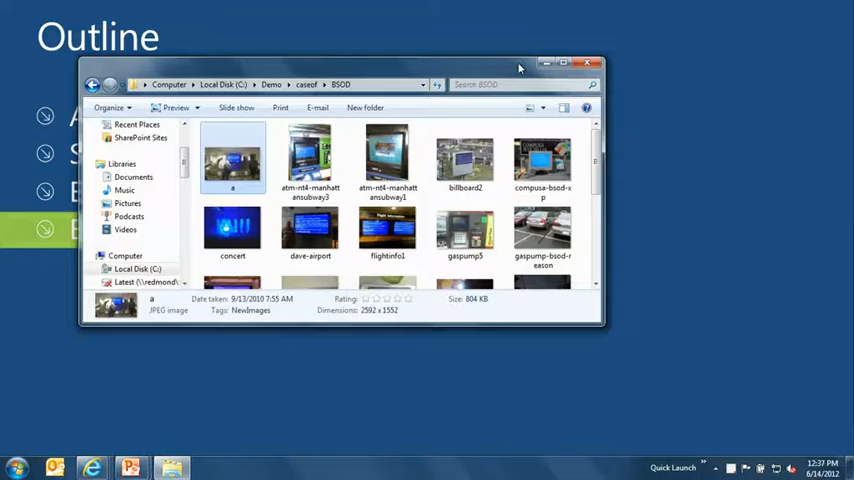 Outline
Computer
Local Disk (C:)
Demo
caseof
BSOD
Search BSOD
Organize
Preview
Slide show
Print
E-mail
New folder
Recent Places
SharePoint Sites
Libraries
Documents
Music
Pictures
Podcasts
Videos
Computer
Local Disk (C:)
Latest (\\redmond\
a
atm-nt4-manhatt
ansubway3
atm-nt4-manhatt
ansubway1
billboard2
compusa-bsod-x
p
concert
dave-airport
flightinfo1
gaspump5
gaspump-bsod-m
eason
a
JPEG image
Date taken: 9/13/2010 7:55 AM
Tags: NewImages
Rating:
Dimensions: 2592 x 1552
Size: 804 KB
Quick Launch
12:37 PM
6/14/2012